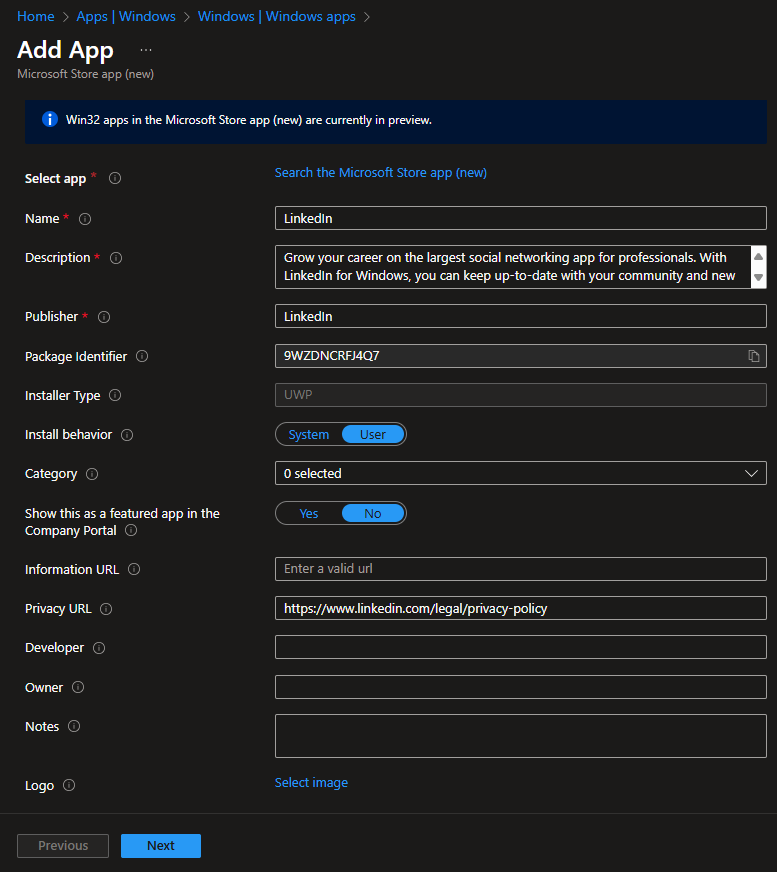 Home > Apps | Windows > Windows | Windows apps >
Add App ...
Microsoft Store app (new)
Win32 apps in the Microsoft Store app (new) are currently in preview.
Select app *
Search the Microsoft Store app (new)
Name *
LinkedIn
Description *
Grow your career on the largest social networking app for professionals. With
LinkedIn for Windows, you can keep up-to-date with your community and new
Publisher *
LinkedIn
Package Identifier
9WZDNCRFJ4Q7
Installer Type
UWP
Install behavior
System User
Category
0 selected
Show this as a featured app in the
Company Portal
Yes No
Information URL
Enter a valid url
Privacy URL
https://www.linkedin.com/legal/privacy-policy
Developer
Owner
Notes
Logo
Select image
Previous Next